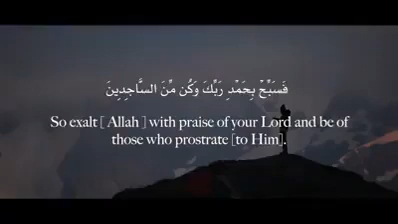 فَسَبِّحْ بِحَمْدِ رَبِّكَ وَكُن مِّنَ السَّاجِدِينَ
So exalt [ Allah ] with praise of your Lord and be of
those who prostrate [to Him].